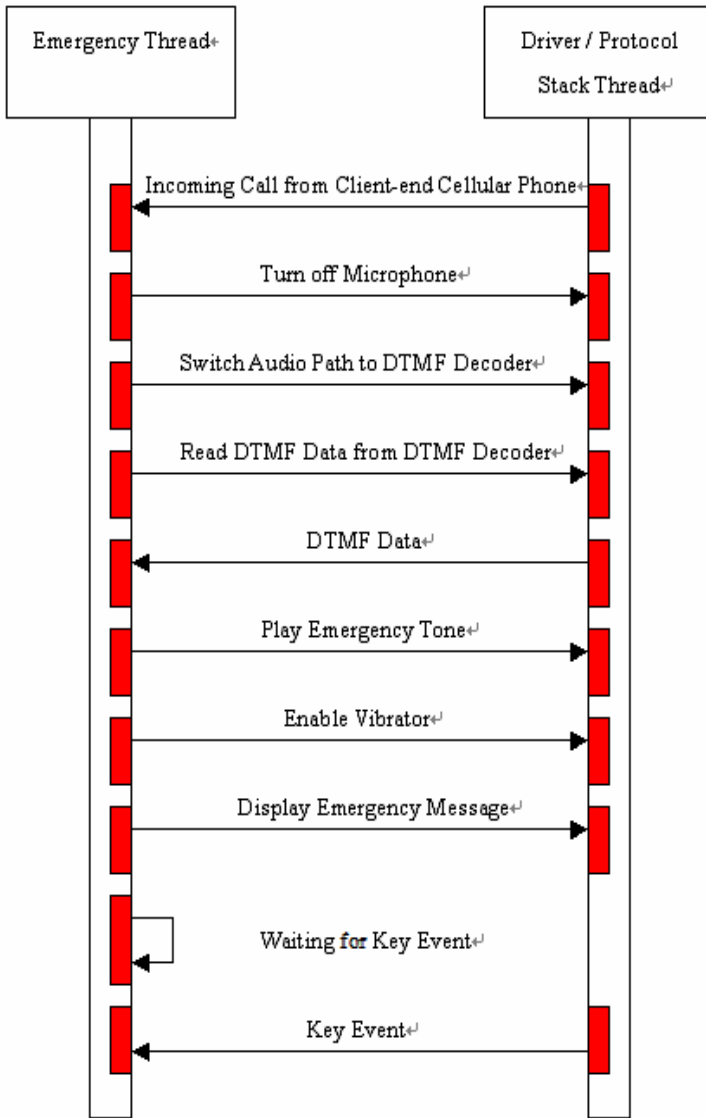 Emergency Thread
Driver / Protocol
Stack Thread
Incoming Call from Client-end Cellular Phone
Turn off Microphone
Switch Audio Path to DTMF Decoder
Read DTMF Data from DTMF Decoder
DTMF Data
Play Emergency Tone
Enable Vibrator
Display Emergency Message
Waiting for Key Event
Key Event